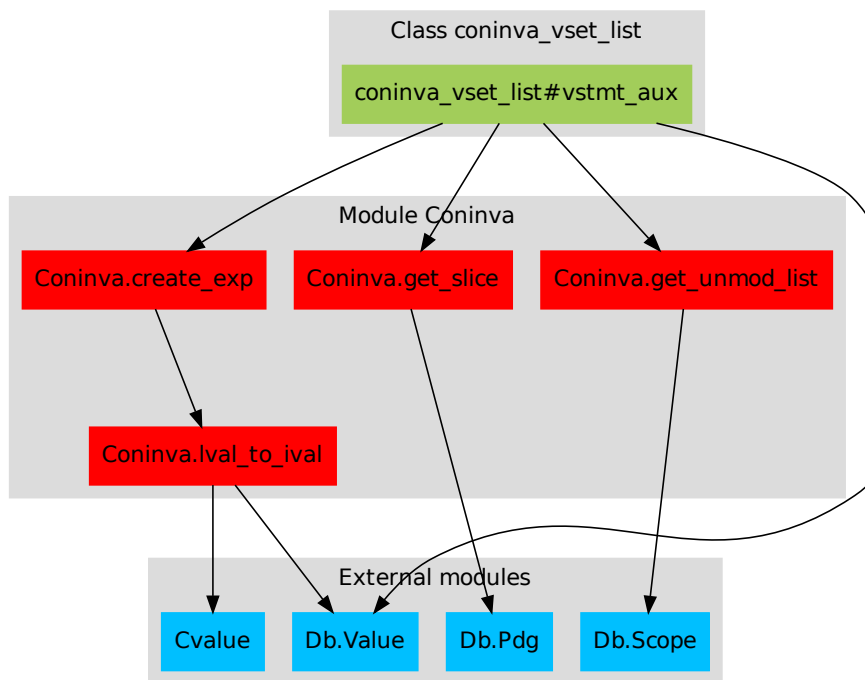 Class coninva_vset_list
coninva_vset_list#vstmt_aux
Module Coninva
Coninva.create_exp
Coninva.get_slice
Coninva.get_unmod_list
Coninva.lval_to_ival
External modules
Cvalue
Db.Value
Db.Pdg
Db.Scope